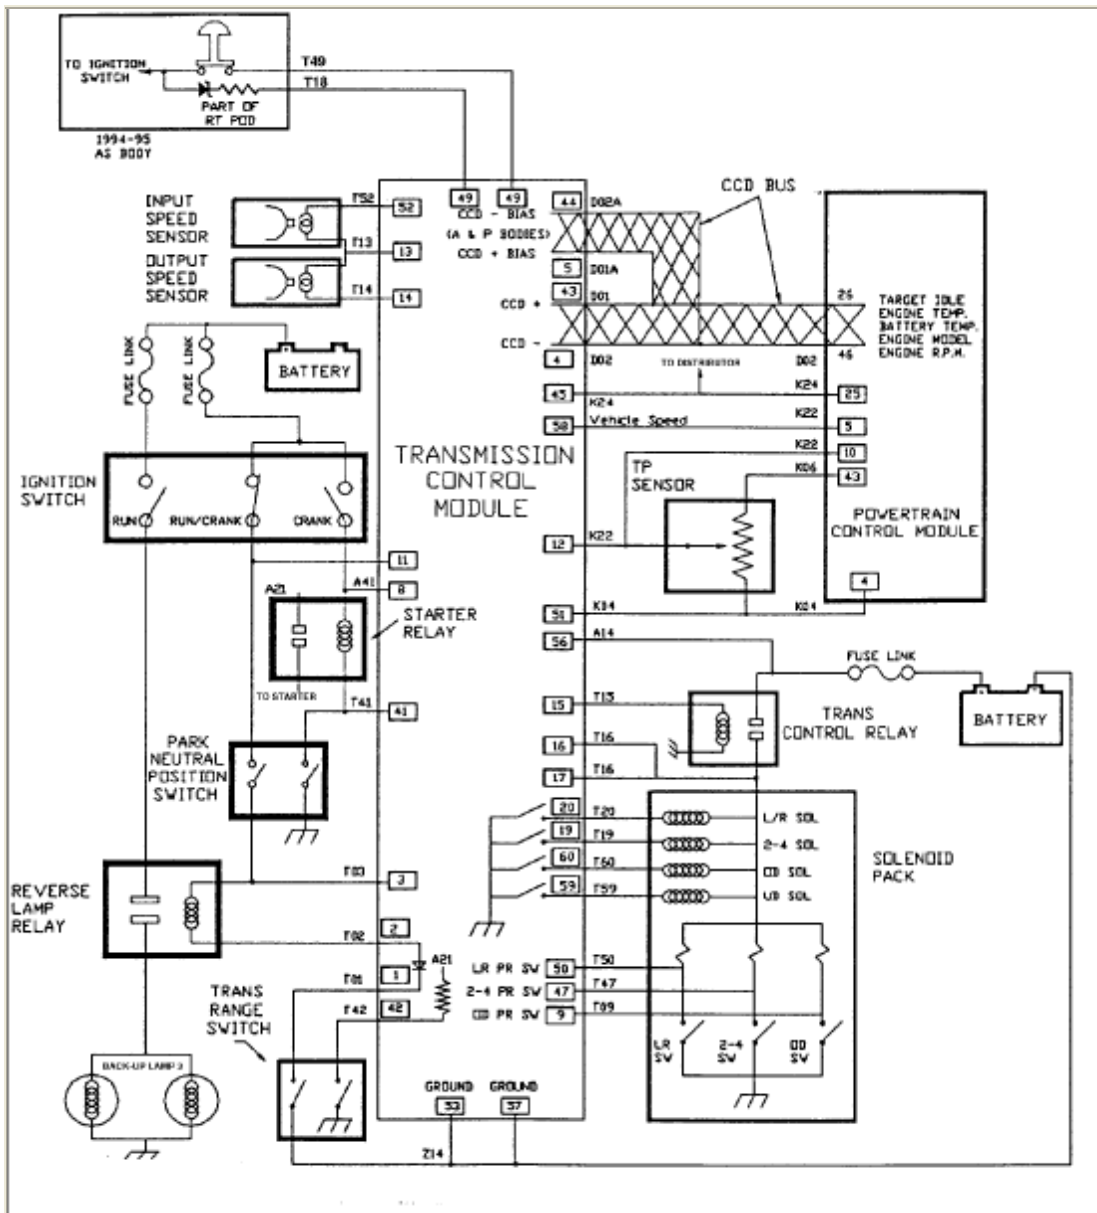 TO IGNITION
SWITCH
T49
T18
PART OF
RT POD
1994-95
AS BODY
INPUT
SPEED
SENSOR
T52
52
T13
13
OUTPUT
SPEED
SENSOR
T14
14
49
49
CCD - BIAS
(A & P BODIES)
CCD + BIAS
44
D02A
5
D01A
43
D01
CCD +
CCD -
4
D02
CCD BUS
TO DISTRIBUTOR
D02
26
46
TARGET IDLE
ENGINE TEMP.
BATTERY TEMP.
ENGINE MODEL
ENGINE R.P.M.
FUSE LINK
FUSE LINK
BATTERY
45
K24
K24
25
58
Vehicle Speed
K22
5
K22
10
K06
43
TRANSMISSION
CONTROL
MODULE
TP
SENSOR
POWERTRAIN
CONTROL MODULE
IGNITION
SWITCH
RUN
RUN/CRANK
CRANK
12
K22
11
A41
8
4
A21
STARTER
RELAY
51
K04
K04
56
A14
FUSE LINK
TO STARTER
T41
41
15
T15
TRANS
CONTROL RELAY
BATTERY
PARK
NEUTRAL
POSITION
SWITCH
16
T16
17
T16
20
T20
L/R SOL
19
T19
2-4 SOL
60
T60
OD SOL
59
T59
UD SOL
SOLENOID
PACK
REVERSE
LAMP
RELAY
T03
3
2
T02
A21
T01
1
T42
42
LR PR SW
50
T50
2-4 PR SW
47
T47
OD PR SW
9
T09
TRANS
RANGE
SWITCH
LR
SW
2-4
SW
OD
SW
BACK-UP LAMP 3
GROUND
GROUND
53
57
Z14